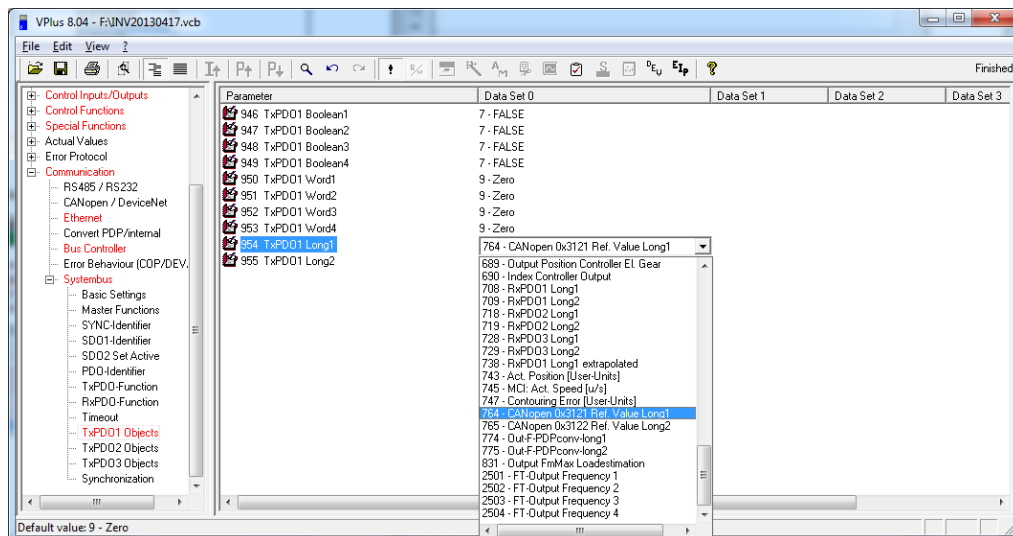 VPlus 8.04 - F:\INV20130417.vcb
File Edit View ?
Finished
Control Inputs/Outputs
Control Functions
Special Functions
Actual Values
Error Protocol
Communication
RS485 / RS232
CANopen / DeviceNet
Ethernet
Convert PDP/internal
Bus Controller
Error Behaviour (COP/DEV.
Systembus
Basic Settings
Master Functions
SYNC-Identifier
SDO1-Identifier
SDO2 Set Active
PDO-Identifier
TxPDO-Function
RxPDO-Function
Timeout
TxPDO1 Objects
TxPDO2 Objects
TxPDO3 Objects
Synchronization
Parameter Data Set 0 Data Set 1 Data Set 2 Data Set 3
946 TxPDO1 Boolean1 7 - FALSE
947 TxPDO1 Boolean2 7 - FALSE
948 TxPDO1 Boolean3 7 - FALSE
949 TxPDO1 Boolean4 7 - FALSE
950 TxPDO1 Word1 9 - Zero
951 TxPDO1 Word2 9 - Zero
952 TxPDO1 Word3 9 - Zero
953 TxPDO1 Word4 9 - Zero
954 TxPDO1 Long1 764 - CANopen 0x3121 Ref. Value Long1
955 TxPDO1 Long2
689 - Output Position Controller El. Gear
690 - Index Controller Output
708 - RxPDO1 Long1
709 - RxPDO1 Long2
718 - RxPDO2 Long1
719 - RxPDO2 Long2
728 - RxPDO3 Long1
729 - RxPDO3 Long2
738 - RxPDO1 Long1 extrapolated
743 - Act. Position [User-Units]
745 - MCI: Act. Speed [u/s]
747 - Contouring Error [User-Units]
764 - CANopen 0x3121 Ref. Value Long1
765 - CANopen 0x3122 Ref. Value Long2
774 - Out-F-PDPconv-long1
775 - Out-F-PDPconv-long2
831 - Output FmMax Loadestimation
2501 - FT-Output Frequency 1
2502 - FT-Output Frequency 2
2503 - FT-Output Frequency 3
2504 - FT-Output Frequency 4
Default value: 9 - Zero